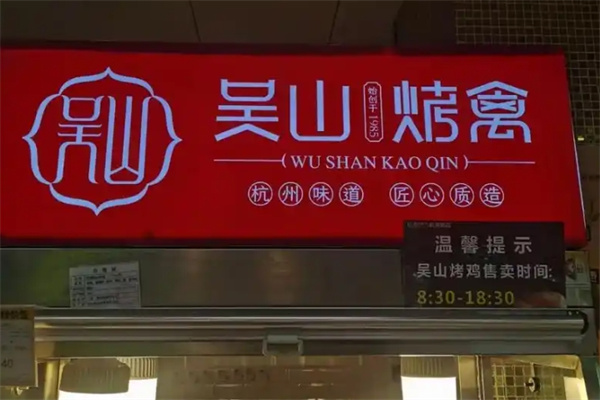 吴山
吴山 始创于1985 烤禽
WU SHAN KAO QIN
杭州味道 匠心质造
温馨提示
吴山烤鸡售卖时间:
8:30-18:30